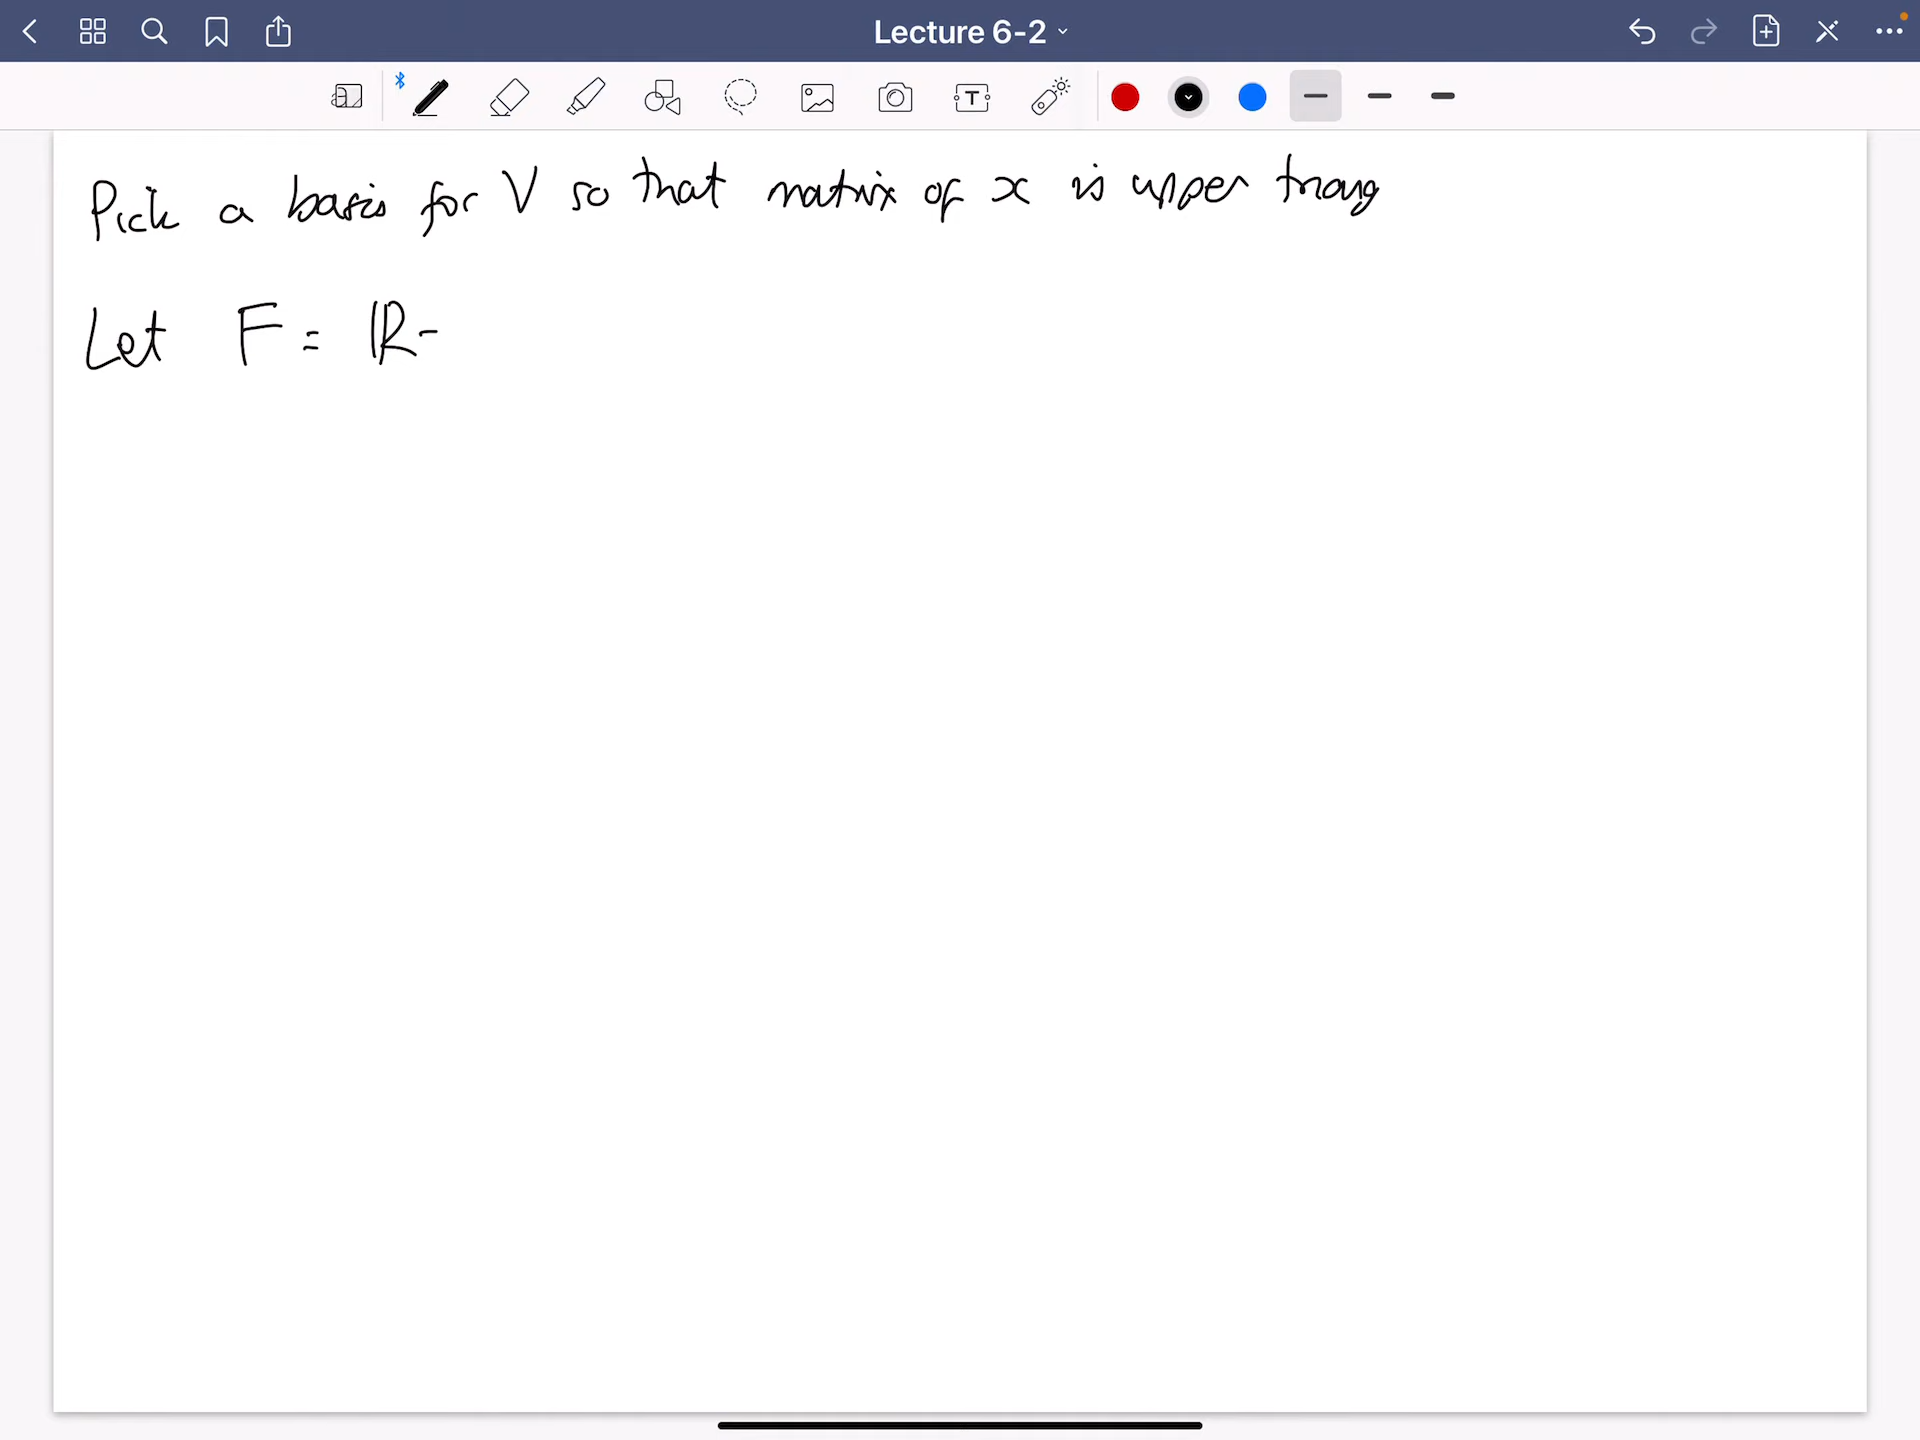 Lecture 6-2
Pick a basis for V so that matrix of x is upper triang
Let F = ℝ-